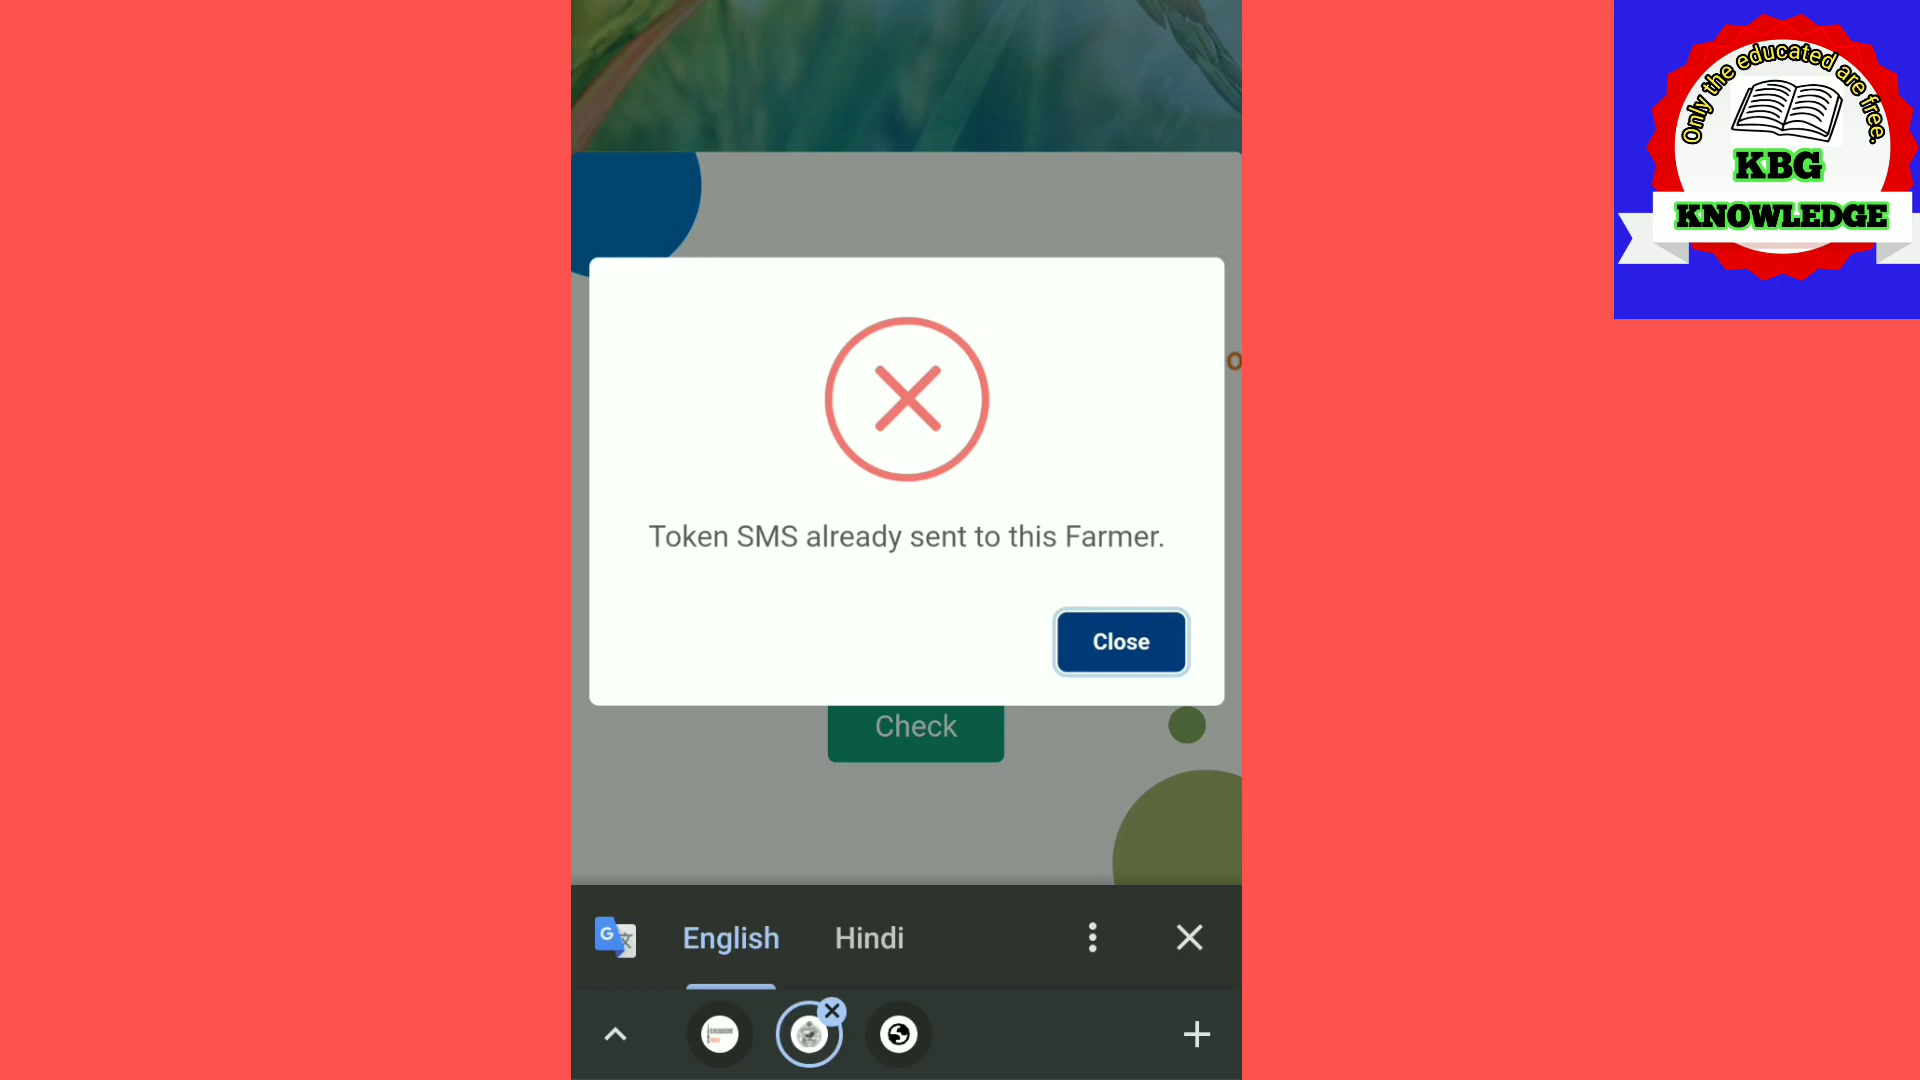 Only the educated are free.
KBG
KNOWLEDGE
Token SMS already sent to this Farmer.
Close
Check
English
Hindi